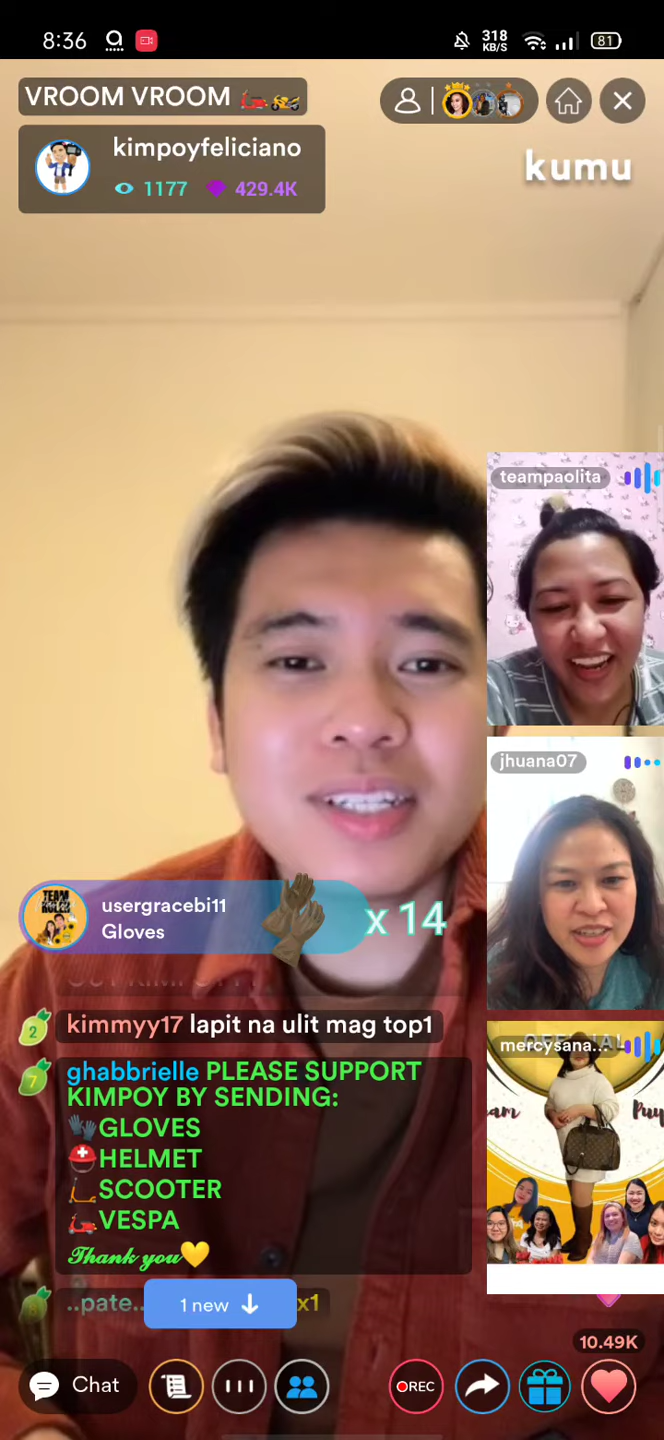 8:36
318
KB/S
81
VROOM VROOM 🛵🏍️
kimpoyfeliciano
1177 429.4K
kumu
teampaolita
jhuana07
usergracebi11
Gloves
x 14
2 kimmyy17 lapit na ulit mag top1
7 ghabbrielle PLEASE SUPPORT
KIMPOY BY SENDING:
🧤GLOVES
⛑️HELMET
🛴SCOOTER
🛵VESPA
𝓣𝓱𝓪𝓷𝓴 𝔂𝓸𝓾💛
mercysana...
..pate..
x1
1 new
10.49K
Chat
REC